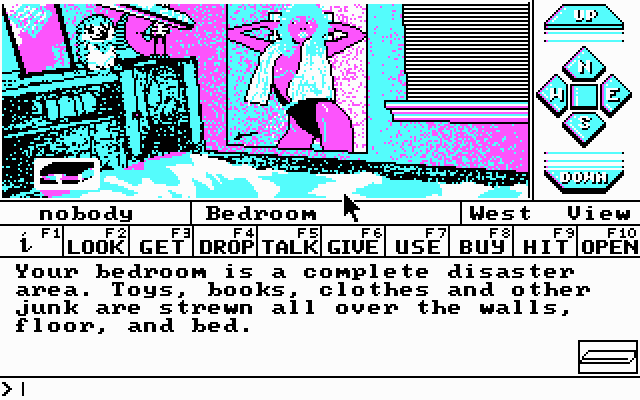 UP
N
W E
S
DOWN
nobody Bedroom West View
F1 F2 F3 F4 F5 F6 F7 F8 F9 F10
i LOOK GET DROP TALK GIVE USE BUY HIT OPEN
Your bedroom is a complete disaster
area. Toys, books, clothes and other
junk are strewn all over the walls,
floor, and bed.
>